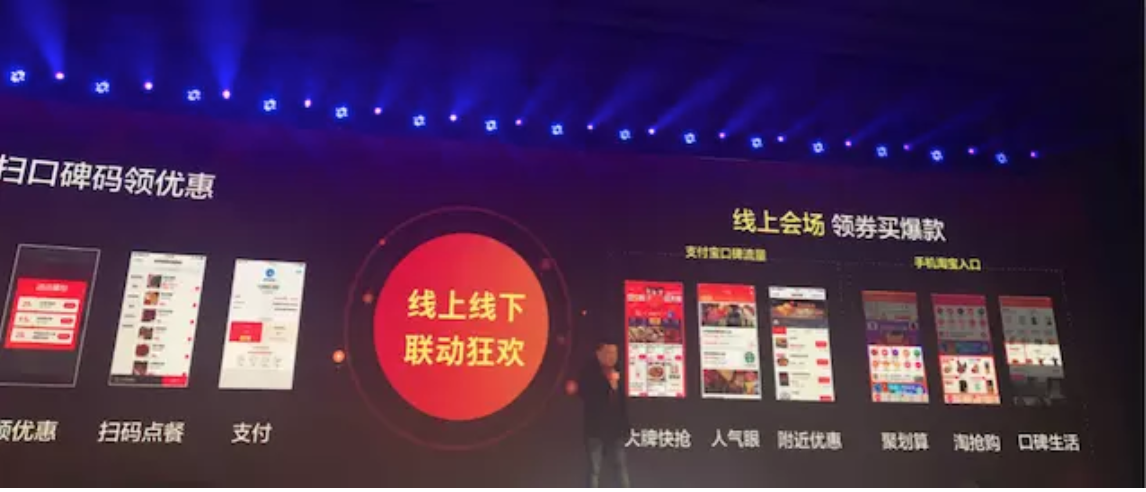 扫口碑码领优惠
领优惠
扫码点餐
支付
线上线下
联动狂欢
线上会场 领券买爆款
支付宝口碑流量
手机淘宝入口
大牌快抢
人气眼
附近优惠
聚划算
淘抢购
口碑生活